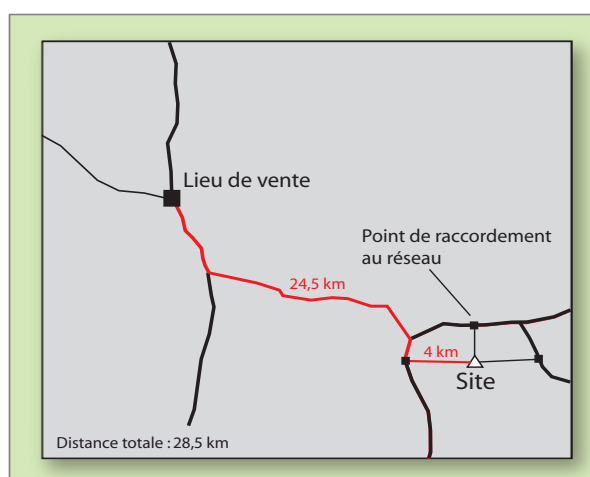 Lieu de vente
Point de raccordement
au réseau
24,5 km
4 km
Site
Distance totale : 28,5 km